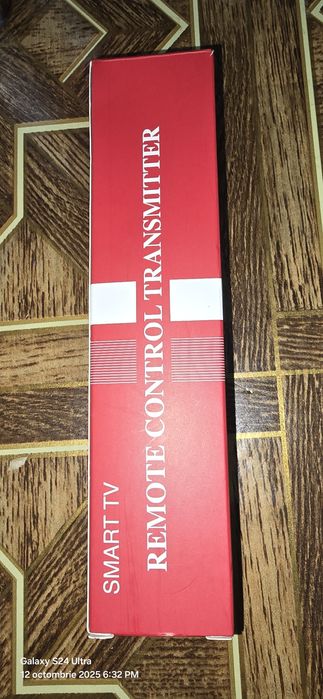 SMART TV
REMOTE CONTROL TRANSMITTER
Galaxy S24 Ultra
12 octombrie 2025 6:32 PM